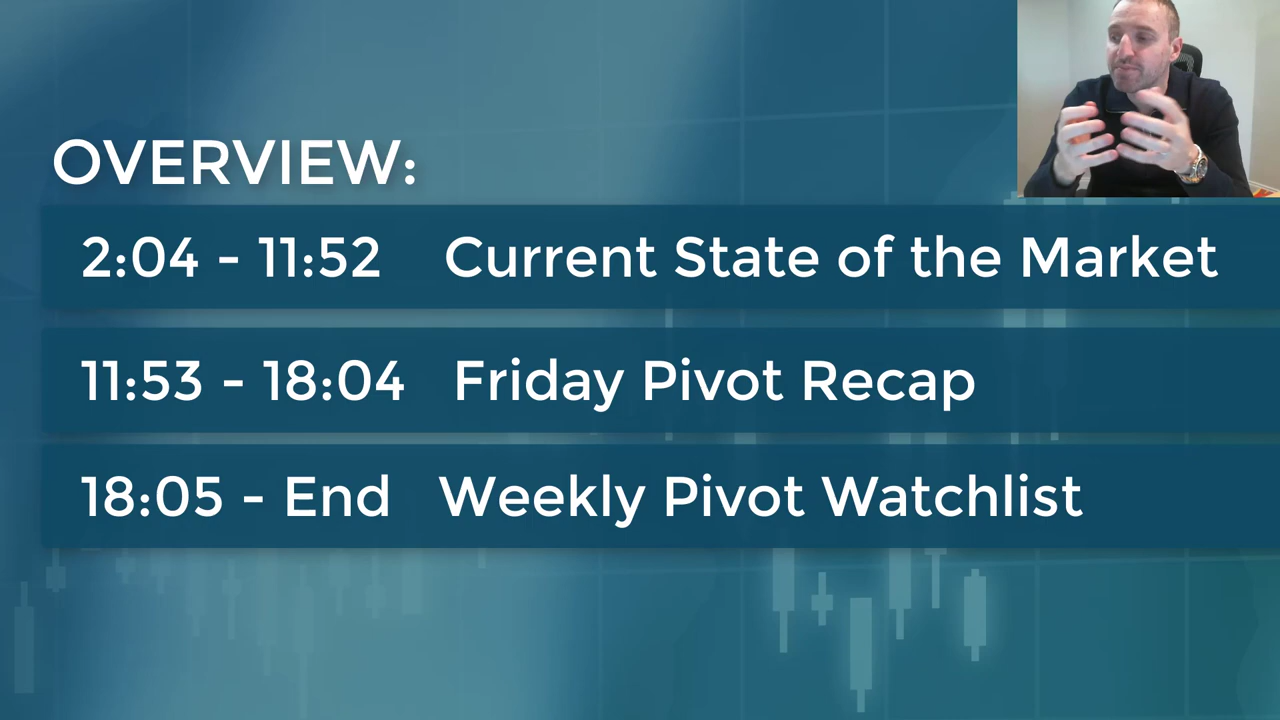 OVERVIEW:
2:04 - 11:52 Current State of the Market
11:53 - 18:04 Friday Pivot Recap
18:05 - End Weekly Pivot Watchlist